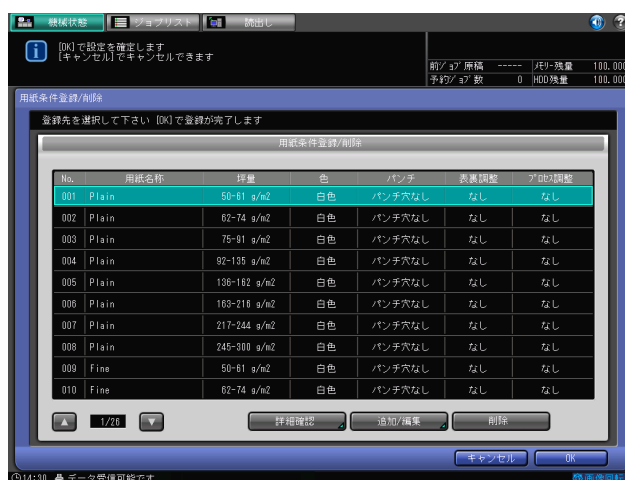 機械状態 ジョブリスト 読出し
[OK]で設定を確定します
[キャンセル]でキャンセルできます
前ジョブ原稿 ----- メモリ-残量 100.000
予約ジョブ数 0 HDD残量 100.000
用紙条件登録/削除
登録先を選択して下さい [OK]で登録が完了します
用紙条件登録/削除
No. 用紙名称 坪量 色 パンチ 表裏調整 プロセス調整
001 Plain 50-61 g/m2 白色 パンチ穴なし なし なし
002 Plain 62-74 g/m2 白色 パンチ穴なし なし なし
003 Plain 75-91 g/m2 白色 パンチ穴なし なし なし
004 Plain 92-135 g/m2 白色 パンチ穴なし なし なし
005 Plain 136-162 g/m2 白色 パンチ穴なし なし なし
006 Plain 163-216 g/m2 白色 パンチ穴なし なし なし
007 Plain 217-244 g/m2 白色 パンチ穴なし なし なし
008 Plain 245-300 g/m2 白色 パンチ穴なし なし なし
009 Fine 50-61 g/m2 白色 パンチ穴なし なし なし
010 Fine 62-74 g/m2 白色 パンチ穴なし なし なし
1/26 詳細確認 追加/編集 削除
キャンセル OK
14:30 データ受信可能です 画像回転